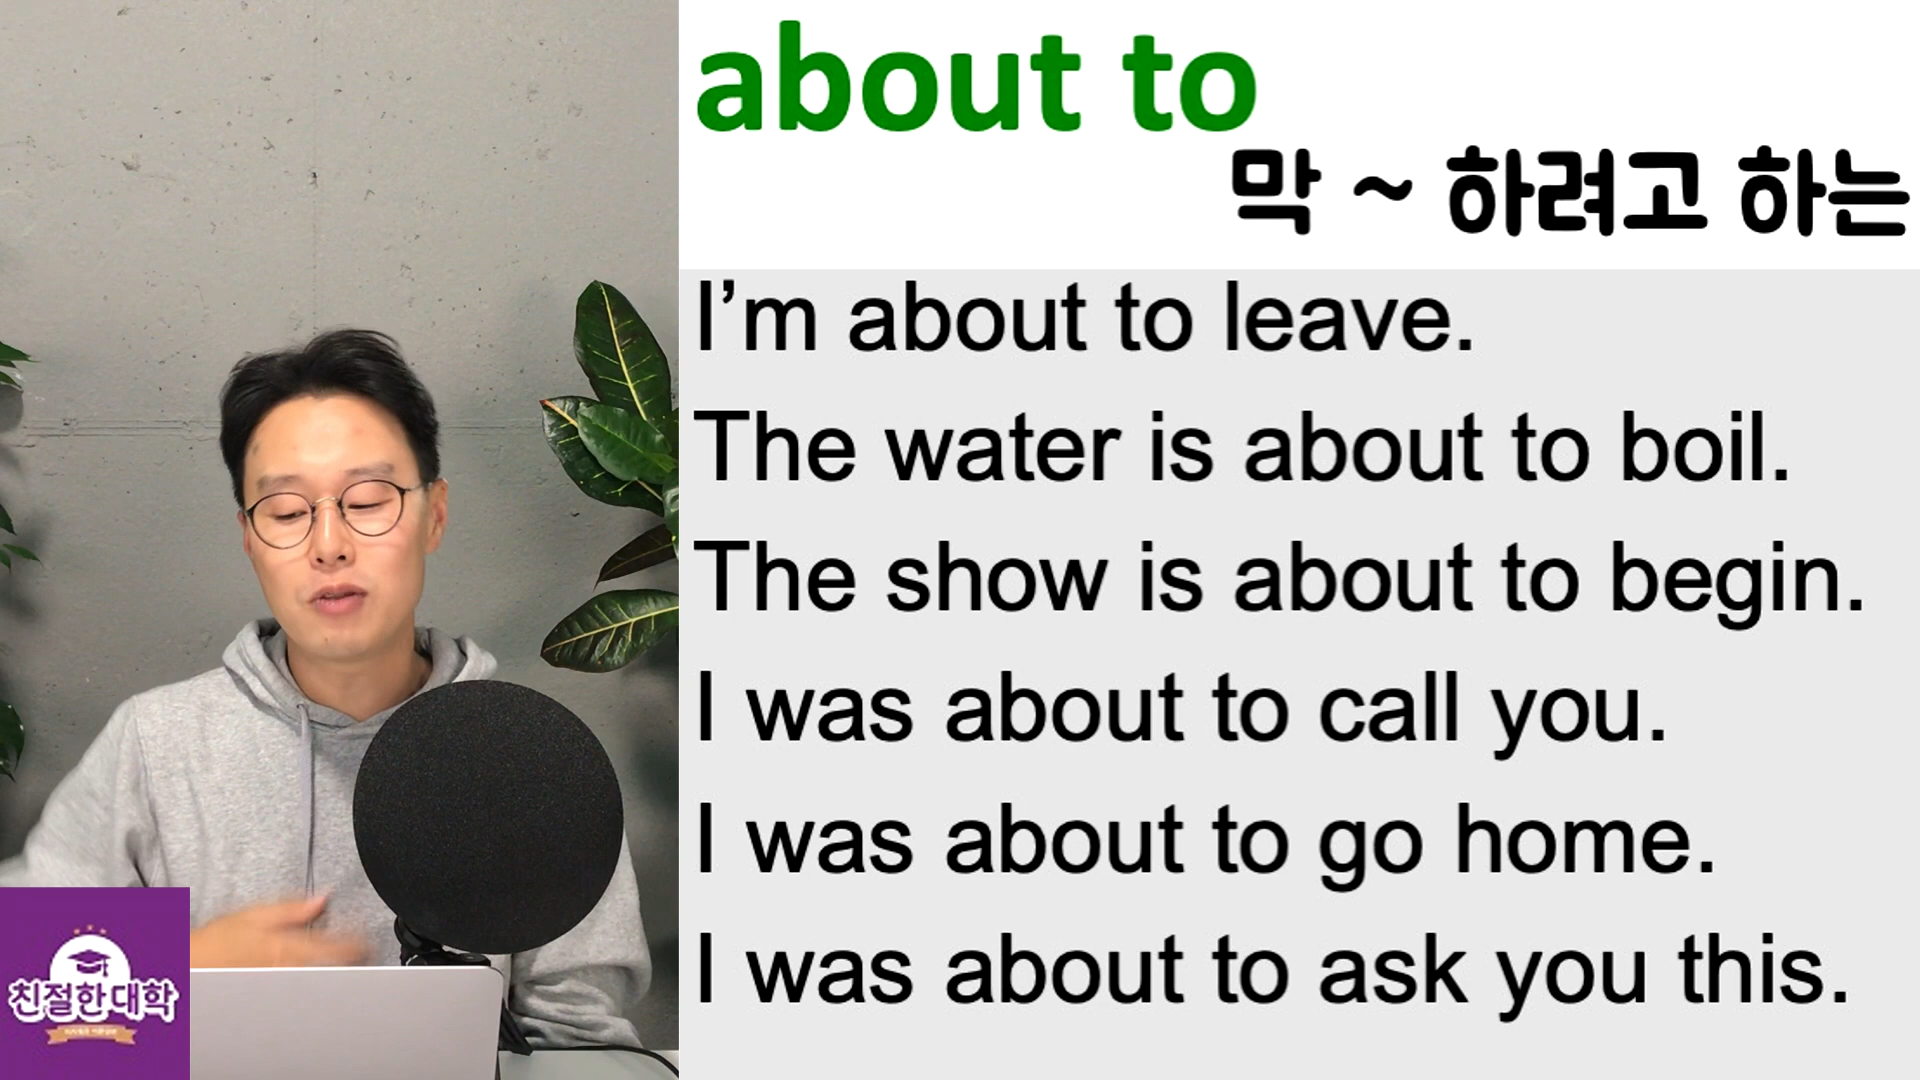 about to
막 ~ 하려고 하는
I’m about to leave.
The water is about to boil.
The show is about to begin.
I was about to call you.
I was about to go home.
I was about to ask you this.
친절한대학